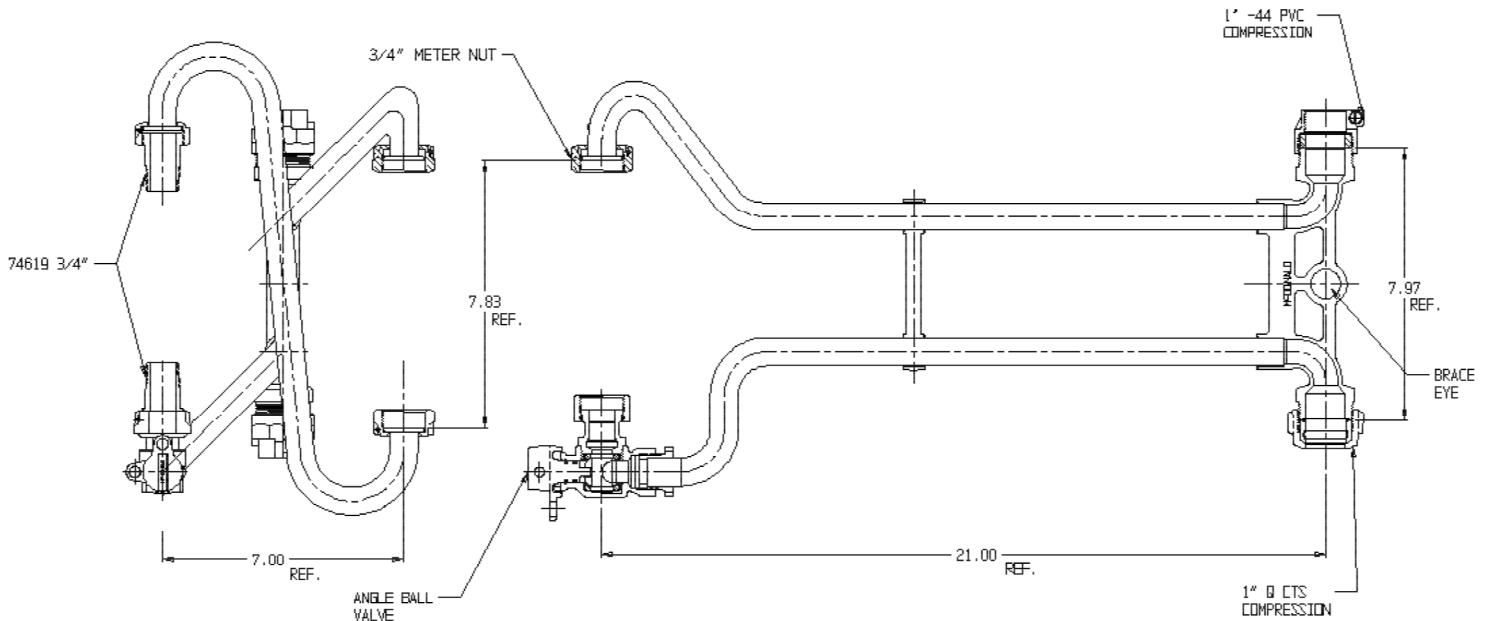 1" -44 PVC
COMPRESSION
3/4" METER NUT
74619 3/4"
7.83
REF.
McDONALD
7.97
REF.
BRACE
EYE
7.00
REF.
21.00
REF.
ANGLE BALL
VALVE
1" Q CTS
COMPRESSION